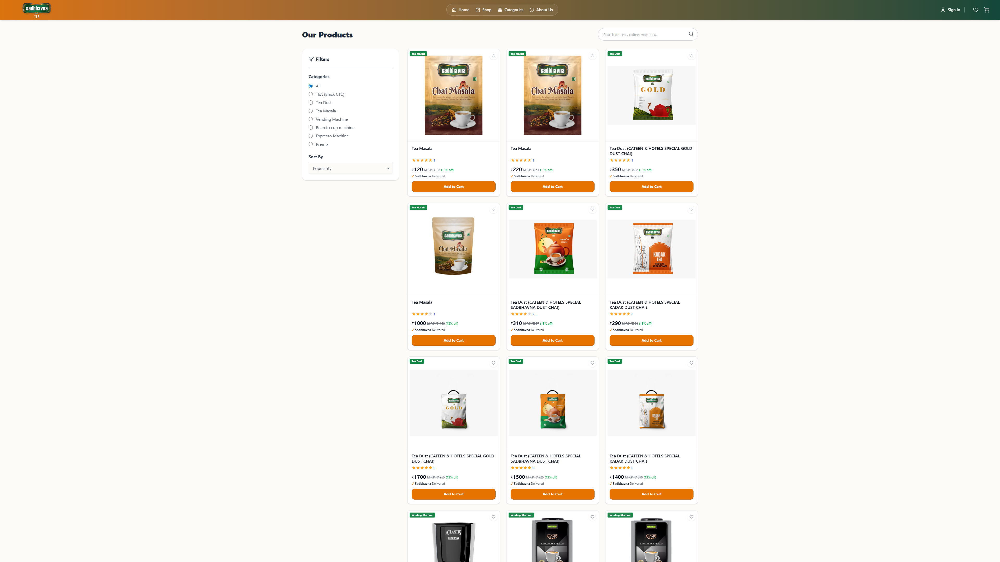 sadbhavna
TEA
Home
Shop
Categories
About Us
Sign In
Our Products
Search for teas, coffee, machines...
Filters
Categories
All
TEA (Black CTC)
Tea Dust
Tea Masala
Vending Machine
Bean to cup machine
Espresso Machine
Premix
Sort By
Popularity
Tea Masala
sadbhavna
Chai Masala
Tea Masala
1
₹120 M.R.P: ₹138 (13% off)
✓ Sadbhavna Delivered
Add to Cart
Tea Masala
sadbhavna
Chai Masala
Tea Masala
1
₹220 M.R.P: ₹253 (13% off)
✓ Sadbhavna Delivered
Add to Cart
Tea Dust
sadbhavna
TEA
GOLD
Tea Dust (CATEEN & HOTELS SPECIAL GOLD
DUST CHAI)
1
₹350 M.R.P: ₹402 (13% off)
✓ Sadbhavna Delivered
Add to Cart
Tea Masala
sadbhavna
Chai Masala
Tea Masala
1
₹1000 M.R.P: ₹1150 (13% off)
✓ Sadbhavna Delivered
Add to Cart
Tea Dust
sadbhavna
TEA
1 kg
Tea Dust (CATEEN & HOTELS SPECIAL
SADBHAVNA DUST CHAI)
2
₹310 M.R.P: ₹357 (13% off)
✓ Sadbhavna Delivered
Add to Cart
Tea Dust
sadbhavna
TEA
KADAK
TEA
JINDGI NI
ANOKHI TAJGI
Tea Dust (CATEEN & HOTELS SPECIAL
KADAK DUST CHAI)
0
₹290 M.R.P: ₹334 (13% off)
✓ Sadbhavna Delivered
Add to Cart
Tea Dust
sadbhavna
TEA
GOLD
Tea Dust (CATEEN & HOTELS SPECIAL GOLD
DUST CHAI)
0
₹1700 M.R.P: ₹1955 (13% off)
✓ Sadbhavna Delivered
Add to Cart
Tea Dust
sadbhavna
TEA
Tea Dust (CATEEN & HOTELS SPECIAL
SADBHAVNA DUST CHAI)
0
₹1500 M.R.P: ₹1725 (13% off)
✓ Sadbhavna Delivered
Add to Cart
Tea Dust
sadbhavna
TEA
KADAK
TEA
Tea Dust (CATEEN & HOTELS SPECIAL
KADAK DUST CHAI)
0
₹1400 M.R.P: ₹1610 (13% off)
✓ Sadbhavna Delivered
Add to Cart
Vending Machine
ATLANTIS
COMPACT
Vending Machine
ATLANTIS
Classic
Refreshes Always!
Vending Machine
ATLANTIS
Classic
Refreshes Always!